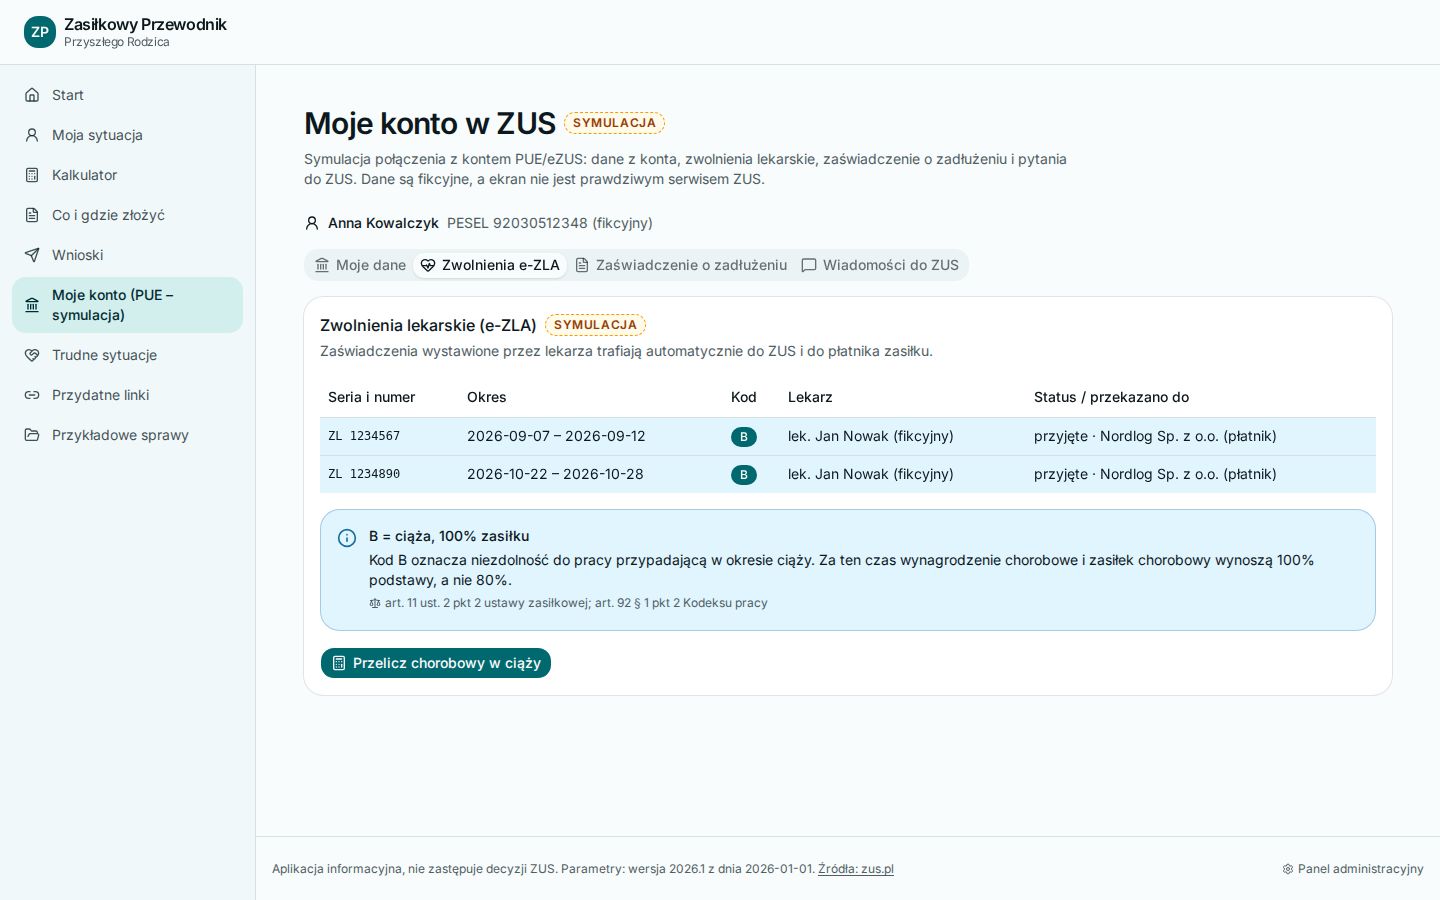 ZP
Zasiłkowy Przewodnik
Przyszłego Rodzica
Start
Moja sytuacja
Kalkulator
Co i gdzie złożyć
Wnioski
Moje konto (PUE –
symulacja)
Trudne sytuacje
Przydatne linki
Przykładowe sprawy
Moje konto w ZUS SYMULACJA
Symulacja połączenia z kontem PUE/eZUS: dane z konta, zwolnienia lekarskie, zaświadczenie o zadłużeniu i pytania
do ZUS. Dane są fikcyjne, a ekran nie jest prawdziwym serwisem ZUS.
Anna Kowalczyk PESEL 92030512348 (fikcyjny)
Moje dane Zwolnienia e-ZLA Zaświadczenie o zadłużeniu Wiadomości do ZUS
Zwolnienia lekarskie (e-ZLA) SYMULACJA
Zaświadczenia wystawione przez lekarza trafiają automatycznie do ZUS i do płatnika zasiłku.
Seria i numer Okres Kod Lekarz Status / przekazano do
ZL 1234567 2026-09-07 – 2026-09-12 B lek. Jan Nowak (fikcyjny) przyjęte · Nordlog Sp. z o.o. (płatnik)
ZL 1234890 2026-10-22 – 2026-10-28 B lek. Jan Nowak (fikcyjny) przyjęte · Nordlog Sp. z o.o. (płatnik)
B = ciąża, 100% zasiłku
Kod B oznacza niezdolność do pracy przypadającą w okresie ciąży. Za ten czas wynagrodzenie chorobowe i zasiłek chorobowy wynoszą 100%
podstawy, a nie 80%.
art. 11 ust. 2 pkt 2 ustawy zasiłkowej; art. 92 § 1 pkt 2 Kodeksu pracy
Przelicz chorobowy w ciąży
Aplikacja informacyjna, nie zastępuje decyzji ZUS. Parametry: wersja 2026.1 z dnia 2026-01-01. Źródła: zus.pl
Panel administracyjny